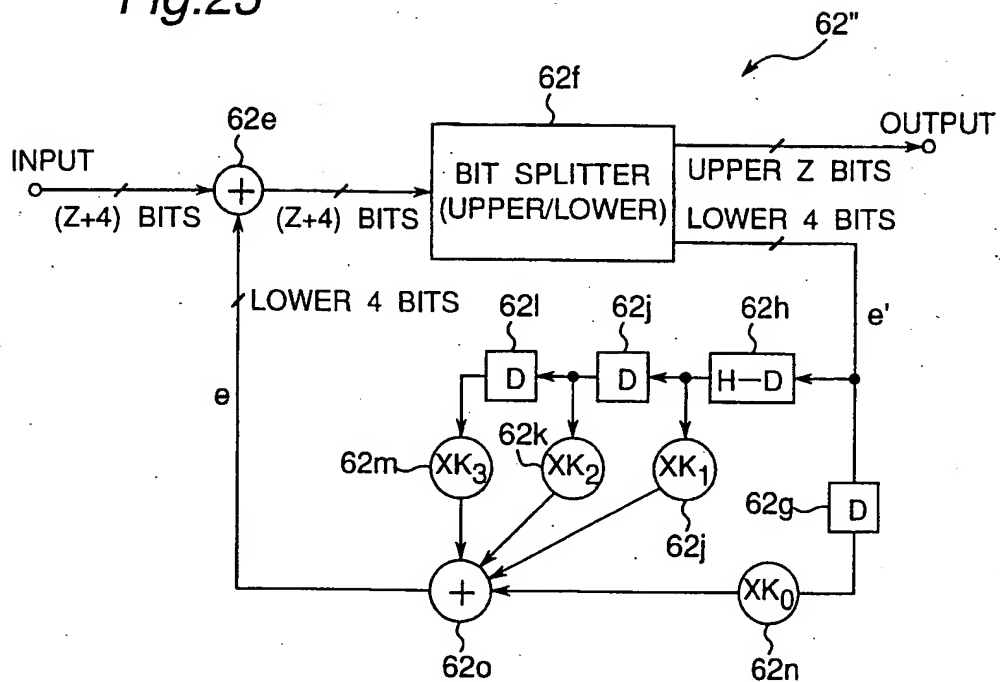 Fig.25
62"
62f
62e
OUTPUT
INPUT
+
BIT SPLITTER
(UPPER/LOWER)
UPPER Z BITS
(Z+4) BITS
(Z+4) BITS
LOWER 4 BITS
LOWER 4 BITS
62l
62j
62h
e'
D
D
H—D
e
62k
62m
XK3
XK2
XK1
62g
D
62j
+
XK0
62o
62n